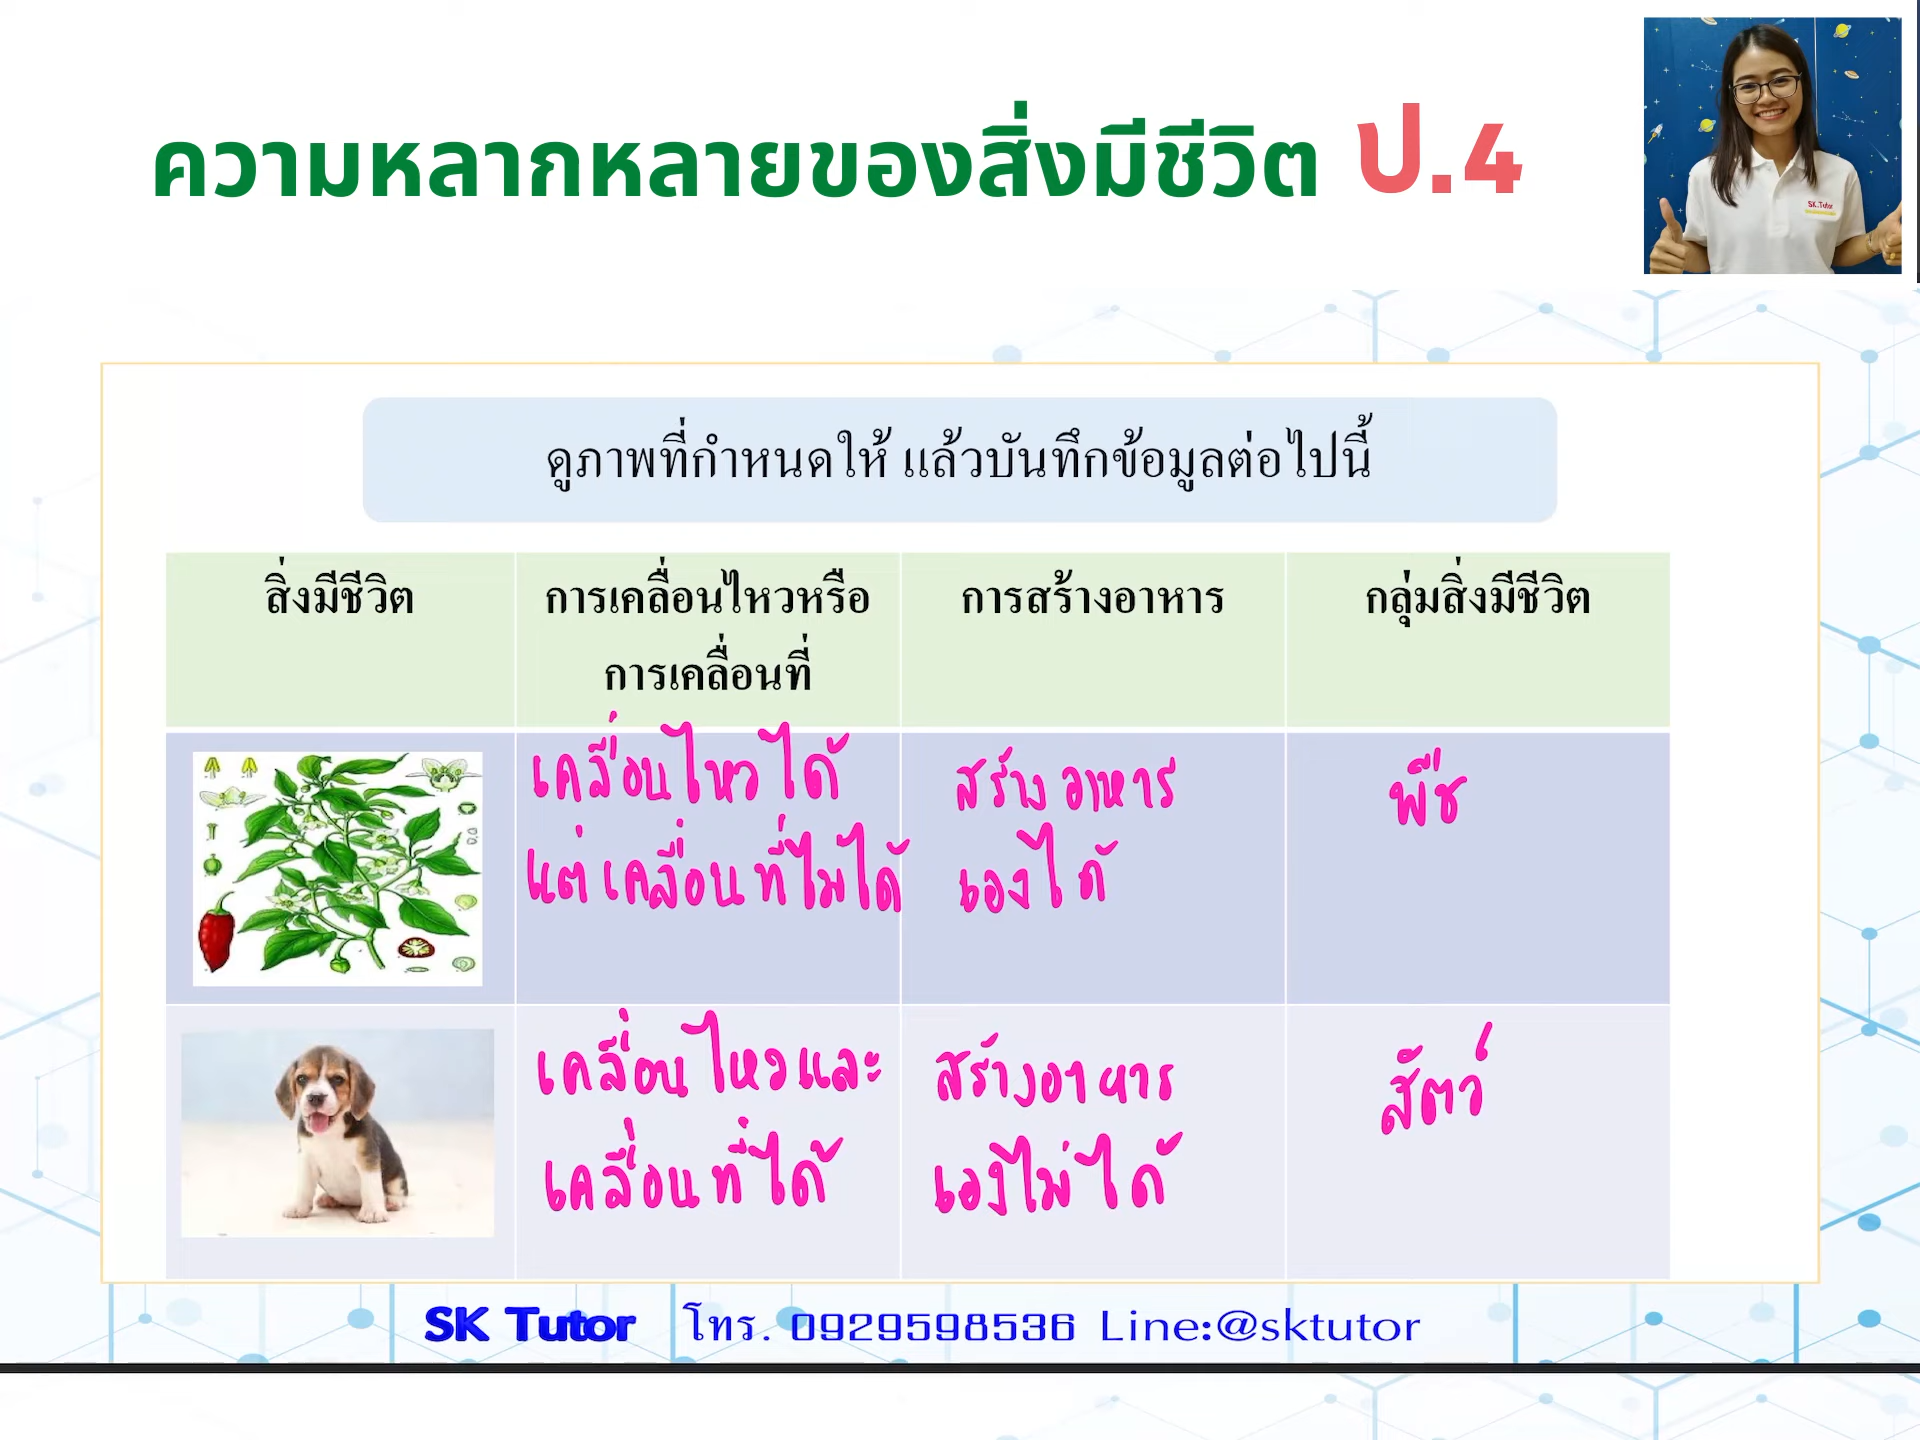 ความหลากหลายของสิ่งมีชีวิต ป.4
SK.Tutor
ดูภาพที่กำหนดให้ แล้วบันทึกข้อมูลต่อไปนี้
สิ่งมีชีวิต
การเคลื่อนไหวหรือ
การเคลื่อนที่
การสร้างอาหาร
กลุ่มสิ่งมีชีวิต
เคลื่อนไหวได้
แต่เคลื่อนที่ไม่ได้
สร้างอาหาร
เองได้
พืช
เคลื่อนไหวและ
เคลื่อนที่ได้
สร้างอาหาร
เองไม่ได้
สัตว์
SK Tutor โทร. 0929598536 Line:@sktutor